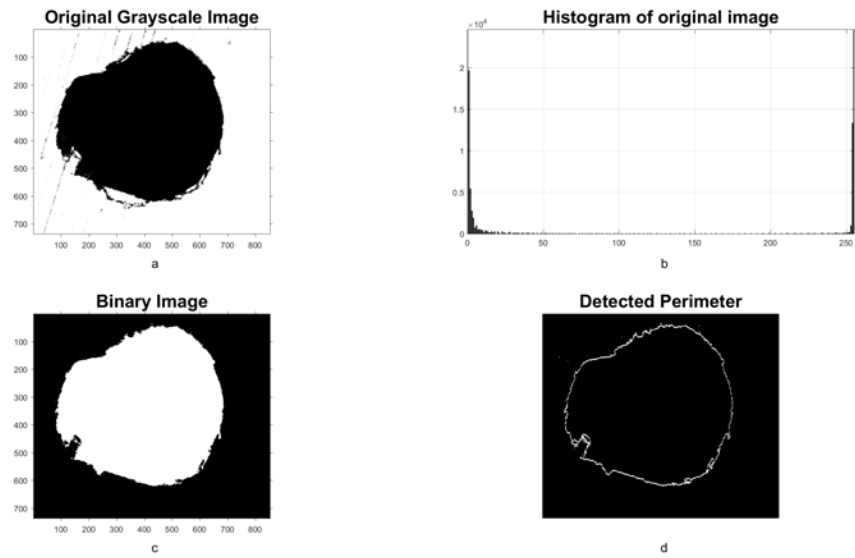 Original Grayscale Image
100
200
300
400
500
600
700
100 200 300 400 500 600 700 800
a
Histogram of original image
×10⁴
2
1.5
1
0.5
0
0 50 100 150 200 250
b
Binary Image
100
200
300
400
500
600
700
100 200 300 400 500 600 700 800
c
Detected Perimeter
d